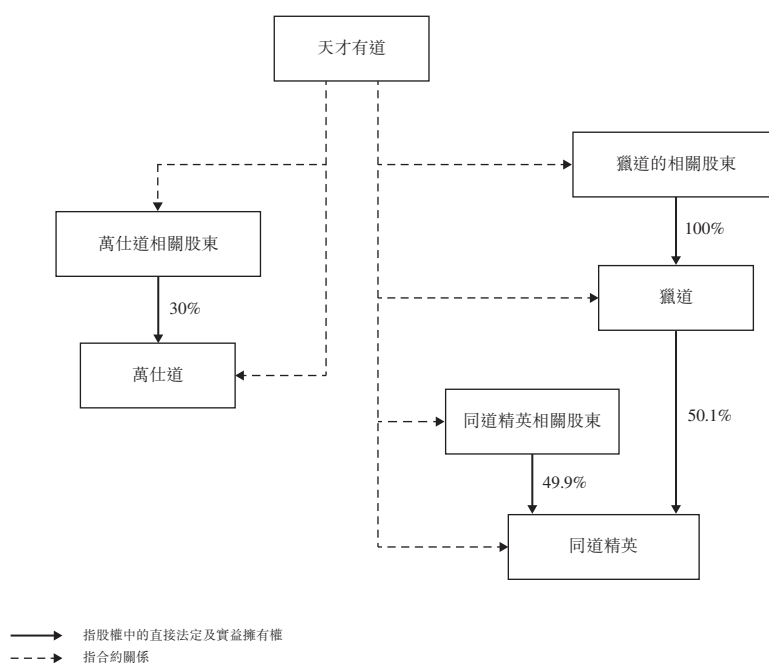 天才有道
獵道的相關股東
萬仕道相關股東
100%
30%
獵道
萬仕道
同道精英相關股東
50.1%
49.9%
同道精英
指股權中的直接法定及實益擁有權
指合約關係